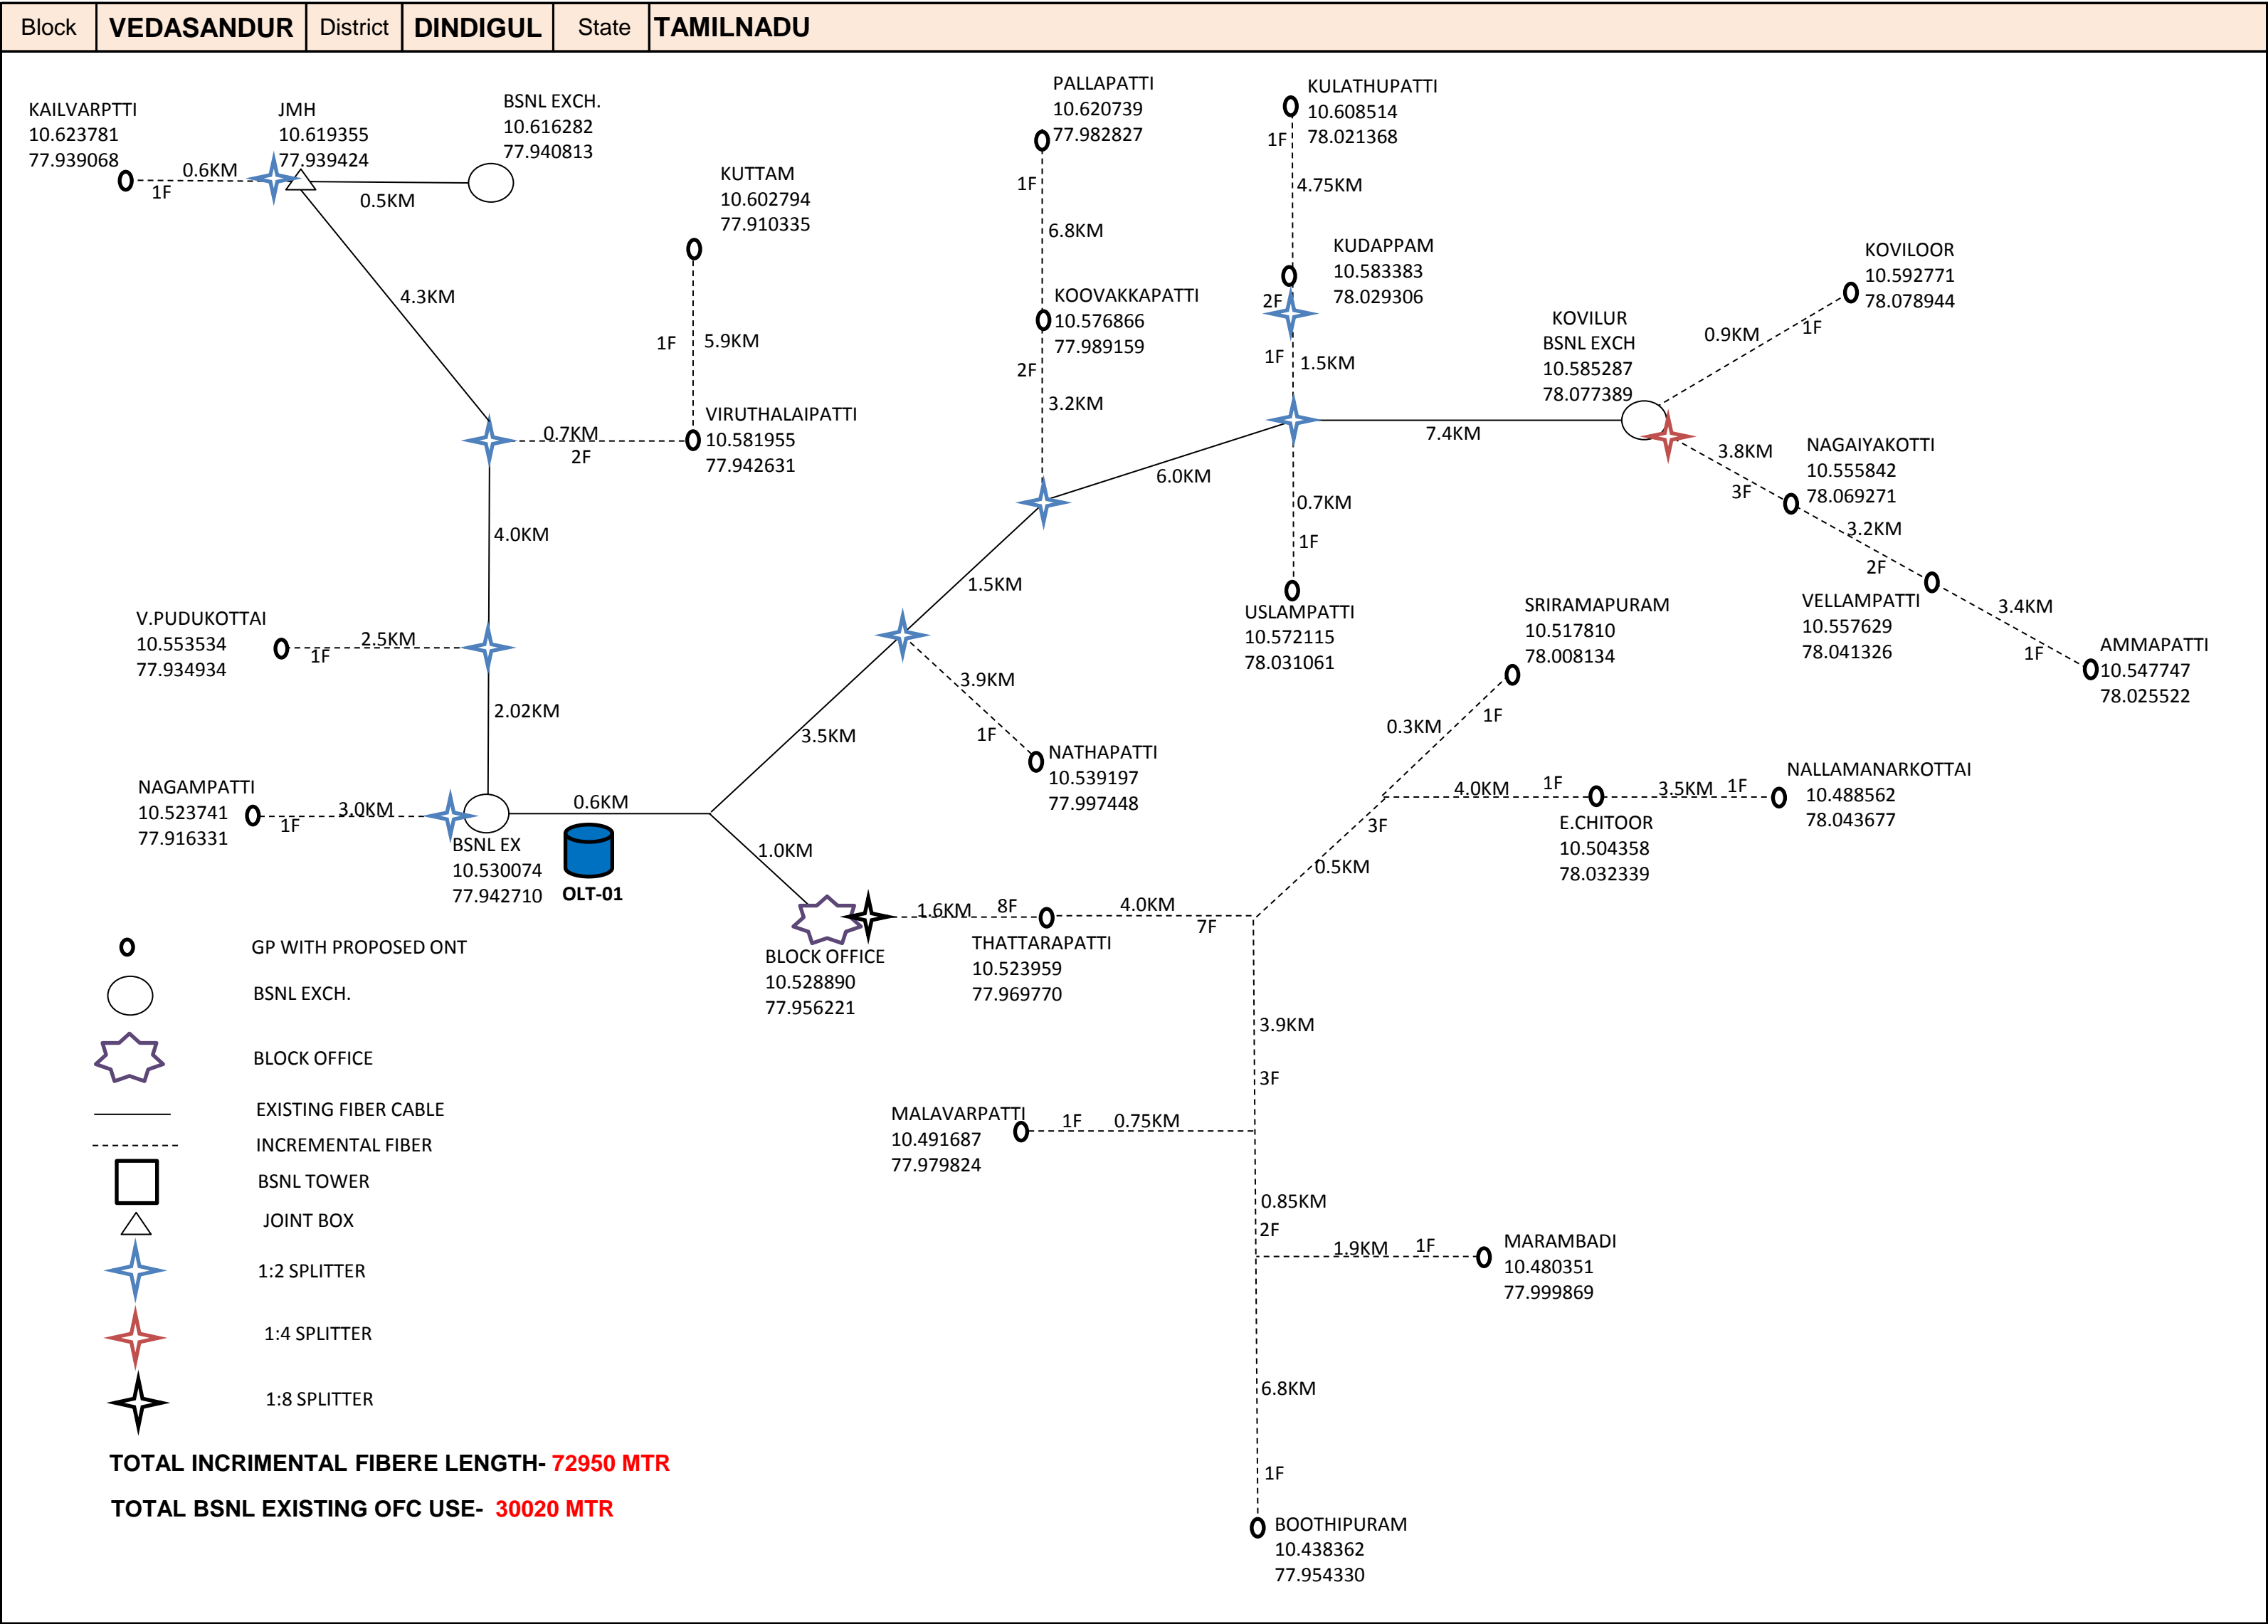 Block VEDASANDUR District DINDIGUL State TAMILNADU
KAILVARPTTI
10.623781
77.939068
0.6KM
1F
JMH
10.619355
77.939424
BSNL EXCH.
10.616282
77.940813
0.5KM
4.3KM
KUTTAM
10.602794
77.910335
1F
5.9KM
VIRUTHALAIPATTI
10.581955
77.942631
0.7KM
2F
4.0KM
V.PUDUKOTTAI
10.553534
77.934934
2.5KM
1F
2.02KM
NAGAMPATTI
10.523741
77.916331
3.0KM
1F
BSNL EX
10.530074
77.942710
OLT-01
0.6KM
1.0KM
3.5KM
PALLAPATTI
10.620739
77.982827
1F
6.8KM
KOOVAKKAPATTI
10.576866
77.989159
2F
3.2KM
1.5KM
6.0KM
3.9KM
1F
NATHAPATTI
10.539197
77.997448
KULATHUPATTI
10.608514
78.021368
1F
4.75KM
KUDAPPAM
10.583383
78.029306
2F
1F
1.5KM
0.7KM
1F
USLAMPATTI
10.572115
78.031061
7.4KM
KOVILUR
BSNL EXCH
10.585287
78.077389
KOVILOOR
10.592771
78.078944
0.9KM
1F
3.8KM
3F
NAGAIYAKOTTI
10.555842
78.069271
3.2KM
2F
VELLAMPATTI
10.557629
78.041326
3.4KM
1F
AMMAPATTI
10.547747
78.025522
SRIRAMAPURAM
10.517810
78.008134
0.3KM
1F
4.0KM
1F
E.CHITOOR
10.504358
78.032339
3.5KM
1F
NALLAMANARKOTTAI
10.488562
78.043677
3F
0.5KM
BLOCK OFFICE
10.528890
77.956221
1.6KM
8F
THATTARAPATTI
10.523959
77.969770
4.0KM
7F
3.9KM
3F
MALAVARPATTI
10.491687
77.979824
1F
0.75KM
0.85KM
2F
1.9KM
1F
MARAMBADI
10.480351
77.999869
6.8KM
1F
BOOTHIPURAM
10.438362
77.954330
GP WITH PROPOSED ONT
BSNL EXCH.
BLOCK OFFICE
EXISTING FIBER CABLE
INCREMENTAL FIBER
BSNL TOWER
JOINT BOX
1:2 SPLITTER
1:4 SPLITTER
1:8 SPLITTER
TOTAL INCRIMENTAL FIBERE LENGTH- 72950 MTR
TOTAL BSNL EXISTING OFC USE- 30020 MTR